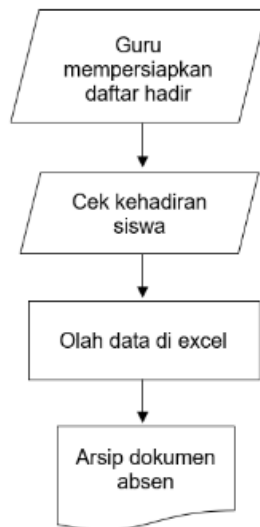 Guru
mempersiapkan
daftar hadir
Cek kehadiran
siswa
Olah data di excel
Arsip dokumen
absen